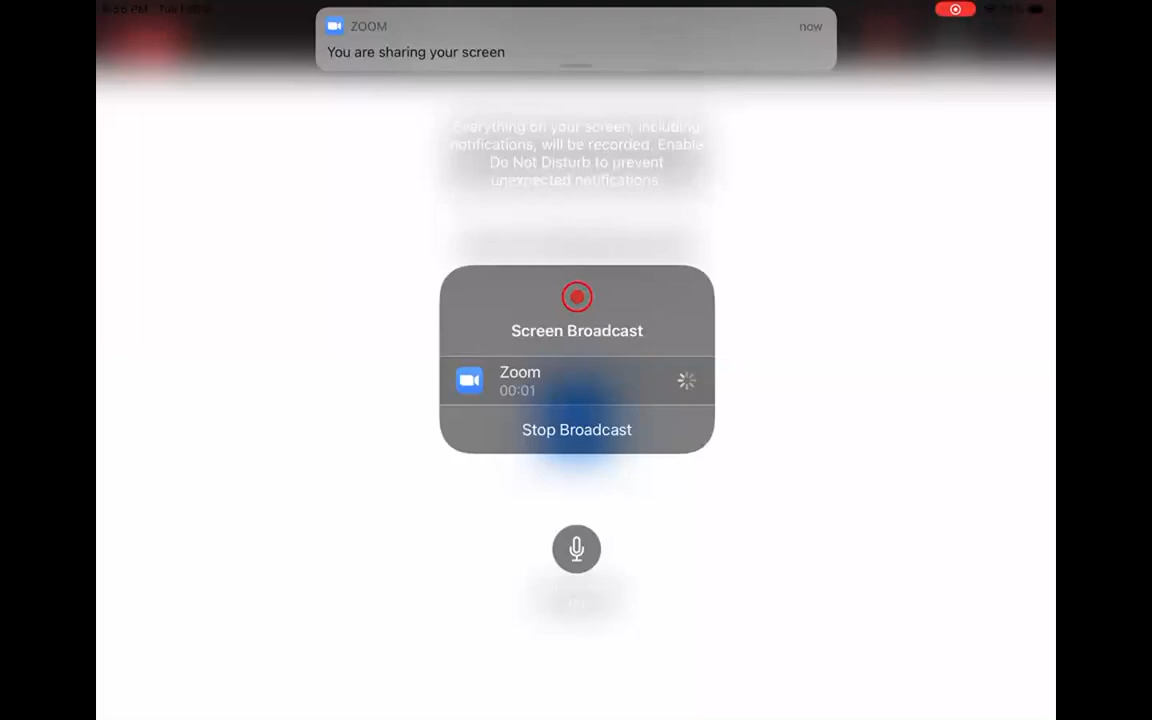 ZOOM
now
You are sharing your screen
Everything on your screen, including
notifications, will be recorded. Enable
Do Not Disturb to prevent
unexpected notifications.
Screen Broadcast
Zoom
00:01
Stop Broadcast